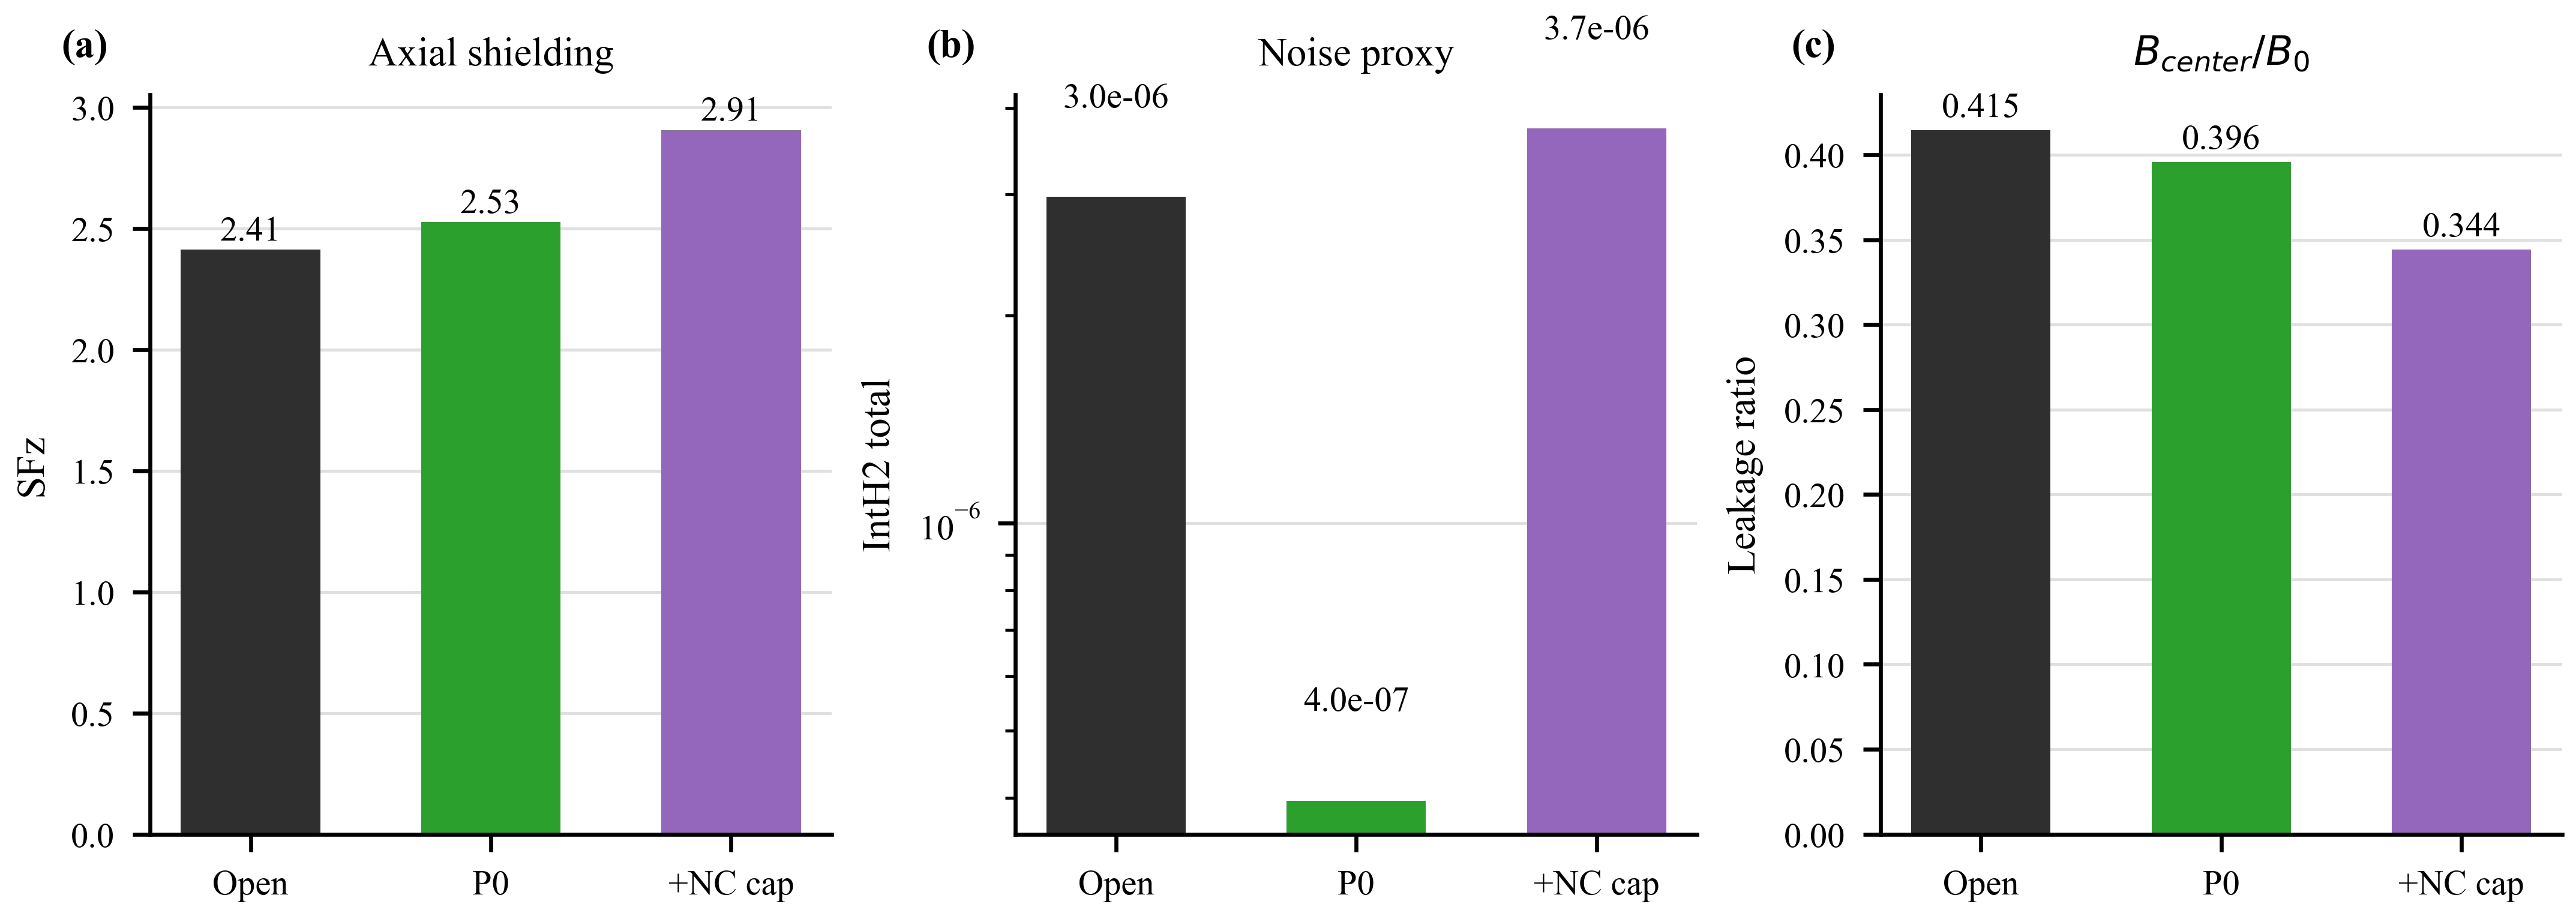 (a)
Axial shielding
SFz
3.0
2.5
2.0
1.5
1.0
0.5
0.0
2.41
2.53
2.91
Open
P0
+NC cap
(b)
Noise proxy
IntH2 total
10⁻⁶
3.0e-06
4.0e-07
3.7e-06
Open
P0
+NC cap
(c)
B_center/B_0
Leakage ratio
0.40
0.35
0.30
0.25
0.20
0.15
0.10
0.05
0.00
0.415
0.396
0.344
Open
P0
+NC cap